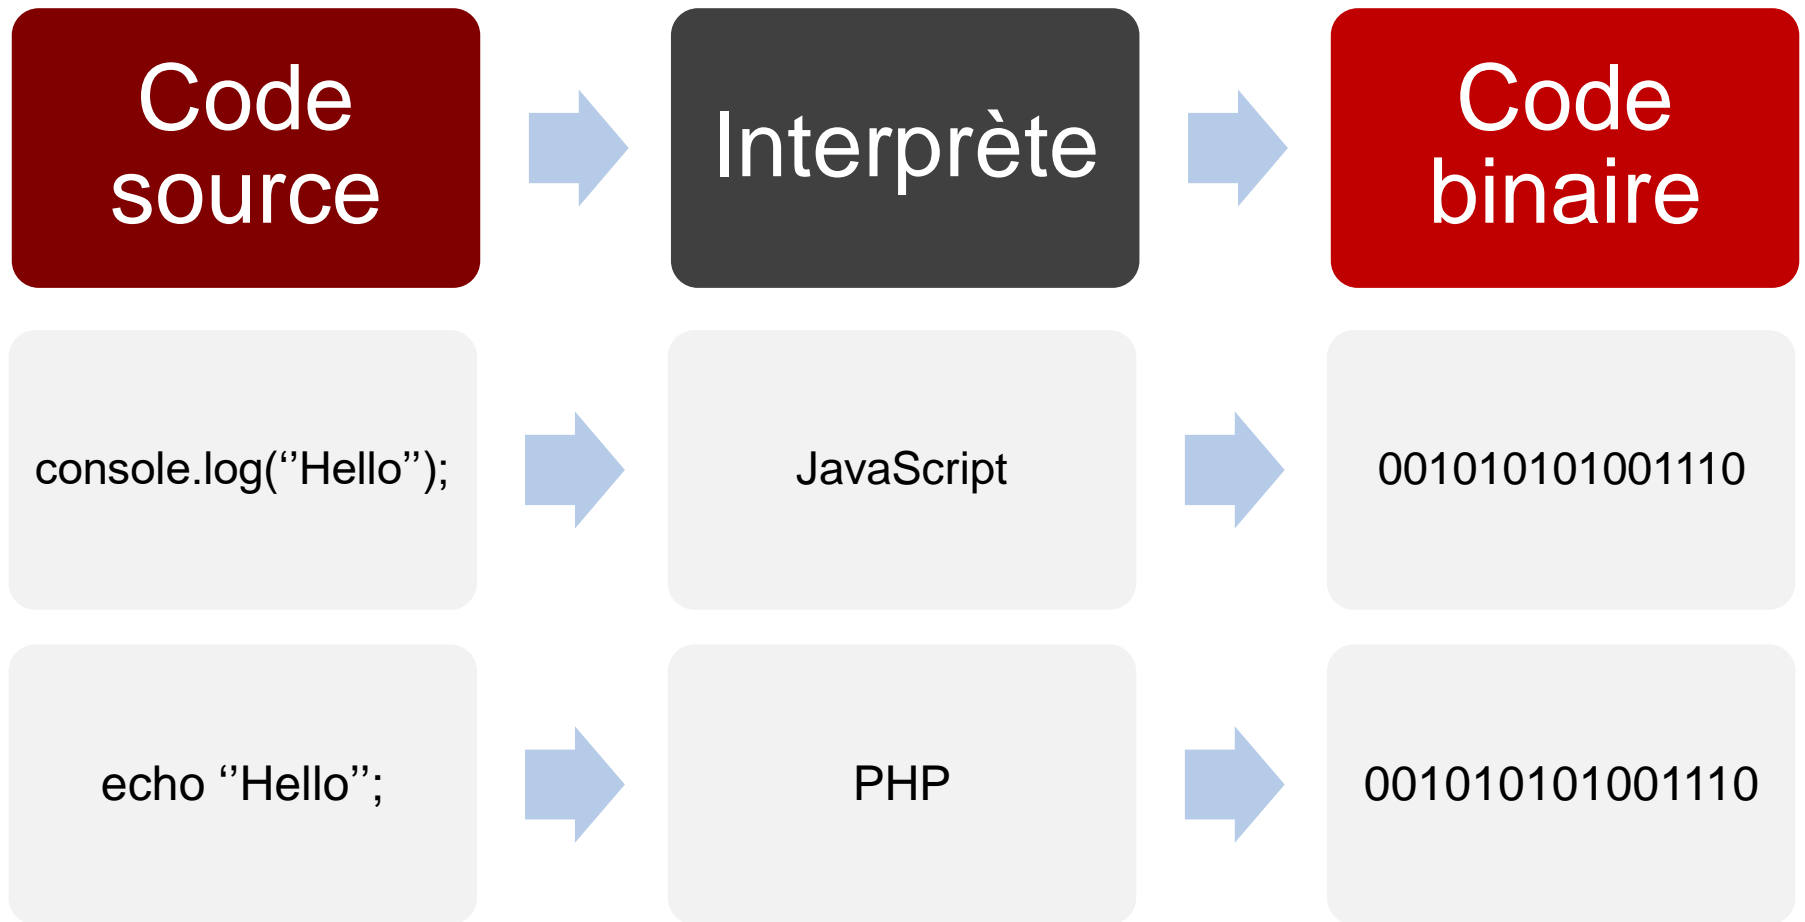 Code
source
Interprète
Code
binaire
console.log(‘’Hello’’);
JavaScript
001010101001110
echo ‘’Hello’’;
PHP
001010101001110